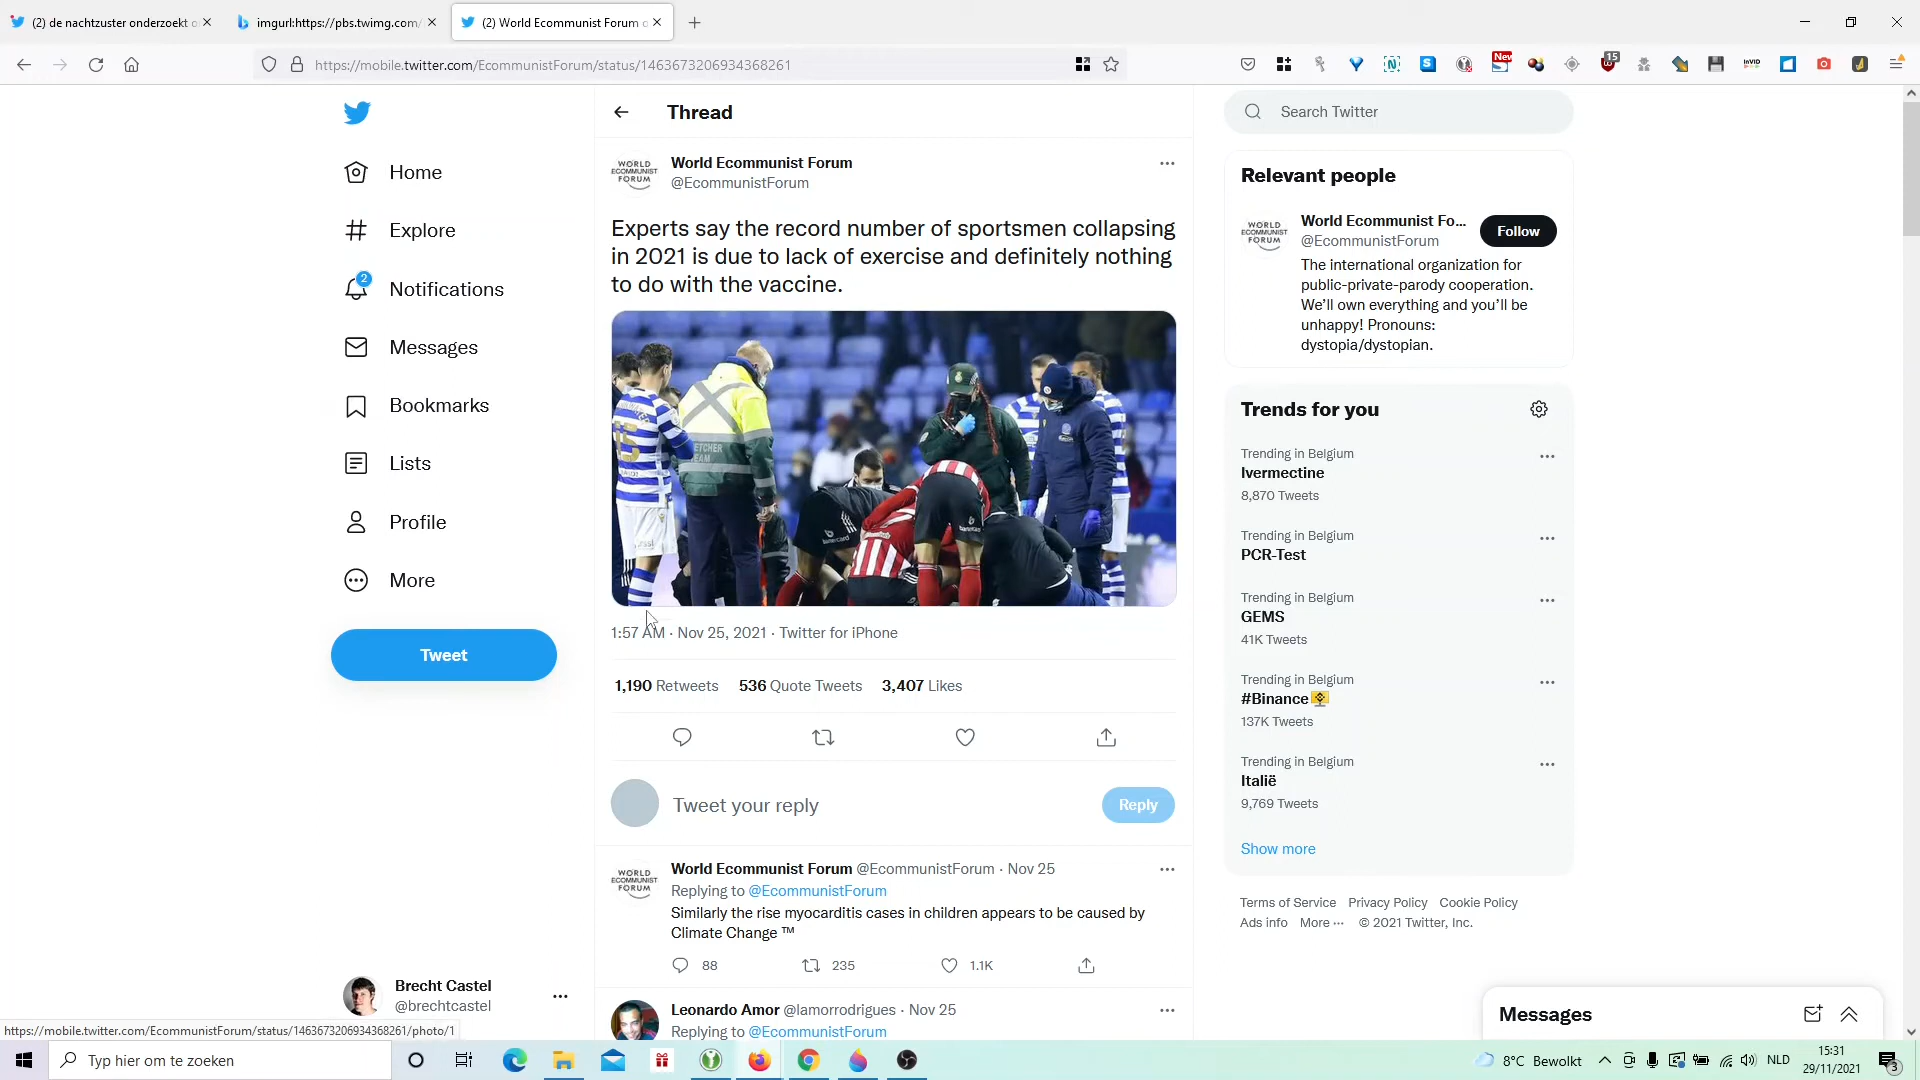 (2) de nachtzuster onderzoekt o
imgurl:https://pbs.twimg.com/
(2) World Ecommunist Forum o
https://mobile.twitter.com/EcommunistForum/status/1463673206934368261
New
15
InVID
Thread
Search Twitter
Home
Explore
2
Notifications
Messages
Bookmarks
Lists
Profile
More
Tweet
Brecht Castel
@brechtcastel
WORLD
ECOMMUNIST
FORUM
World Ecommunist Forum
@EcommunistForum
Experts say the record number of sportsmen collapsing
in 2021 is due to lack of exercise and definitely nothing
to do with the vaccine.
1:57 AM · Nov 25, 2021 · Twitter for iPhone
1,190 Retweets 536 Quote Tweets 3,407 Likes
Tweet your reply
Reply
WORLD
ECOMMUNIST
FORUM
World Ecommunist Forum @EcommunistForum · Nov 25
Replying to @EcommunistForum
Similarly the rise myocarditis cases in children appears to be caused by
Climate Change ™
88 235 1.1K
Leonardo Amor @lamorrodrigues · Nov 25
Replying to @EcommunistForum
Relevant people
WORLD
ECOMMUNIST
FORUM
World Ecommunist Fo...
@EcommunistForum
Follow
The international organization for
public-private-parody cooperation.
We'll own everything and you'll be
unhappy! Pronouns:
dystopia/dystopian.
Trends for you
Trending in Belgium
Ivermectine
8,870 Tweets
Trending in Belgium
PCR-Test
Trending in Belgium
GEMS
41K Tweets
Trending in Belgium
#Binance
137K Tweets
Trending in Belgium
Italië
9,769 Tweets
Show more
Terms of Service Privacy Policy Cookie Policy
Ads info More ··· © 2021 Twitter, Inc.
Messages
https://mobile.twitter.com/EcommunistForum/status/1463673206934368261/photo/1
Typ hier om te zoeken
8°C Bewolkt
NLD
15:31
29/11/2021
3